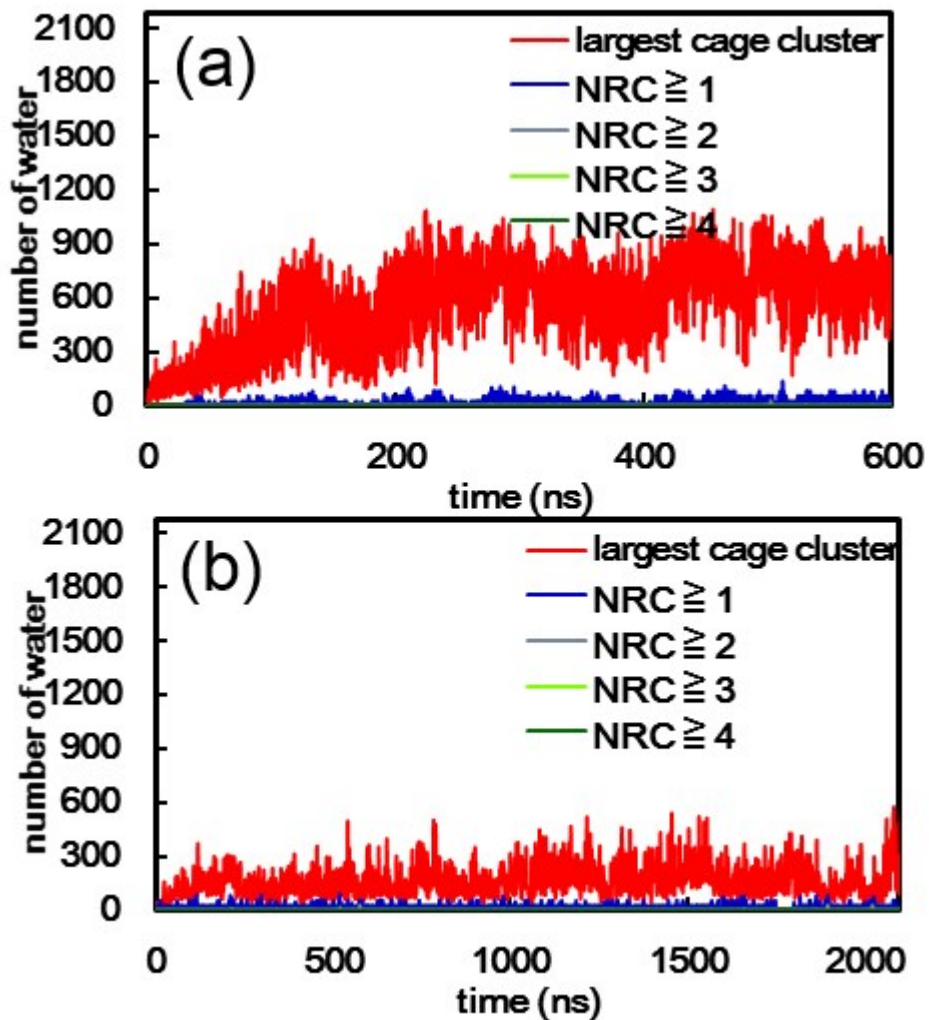 (a)
largest cage cluster
NRC ≧ 1
NRC ≧ 2
NRC ≧ 3
NRC ≧ 4
number of water
2100
1800
1500
1200
900
600
300
0
0 200 400 600
time (ns)
(b)
largest cage cluster
NRC ≧ 1
NRC ≧ 2
NRC ≧ 3
NRC ≧ 4
number of water
2100
1800
1500
1200
900
600
300
0
0 500 1000 1500 2000
time (ns)